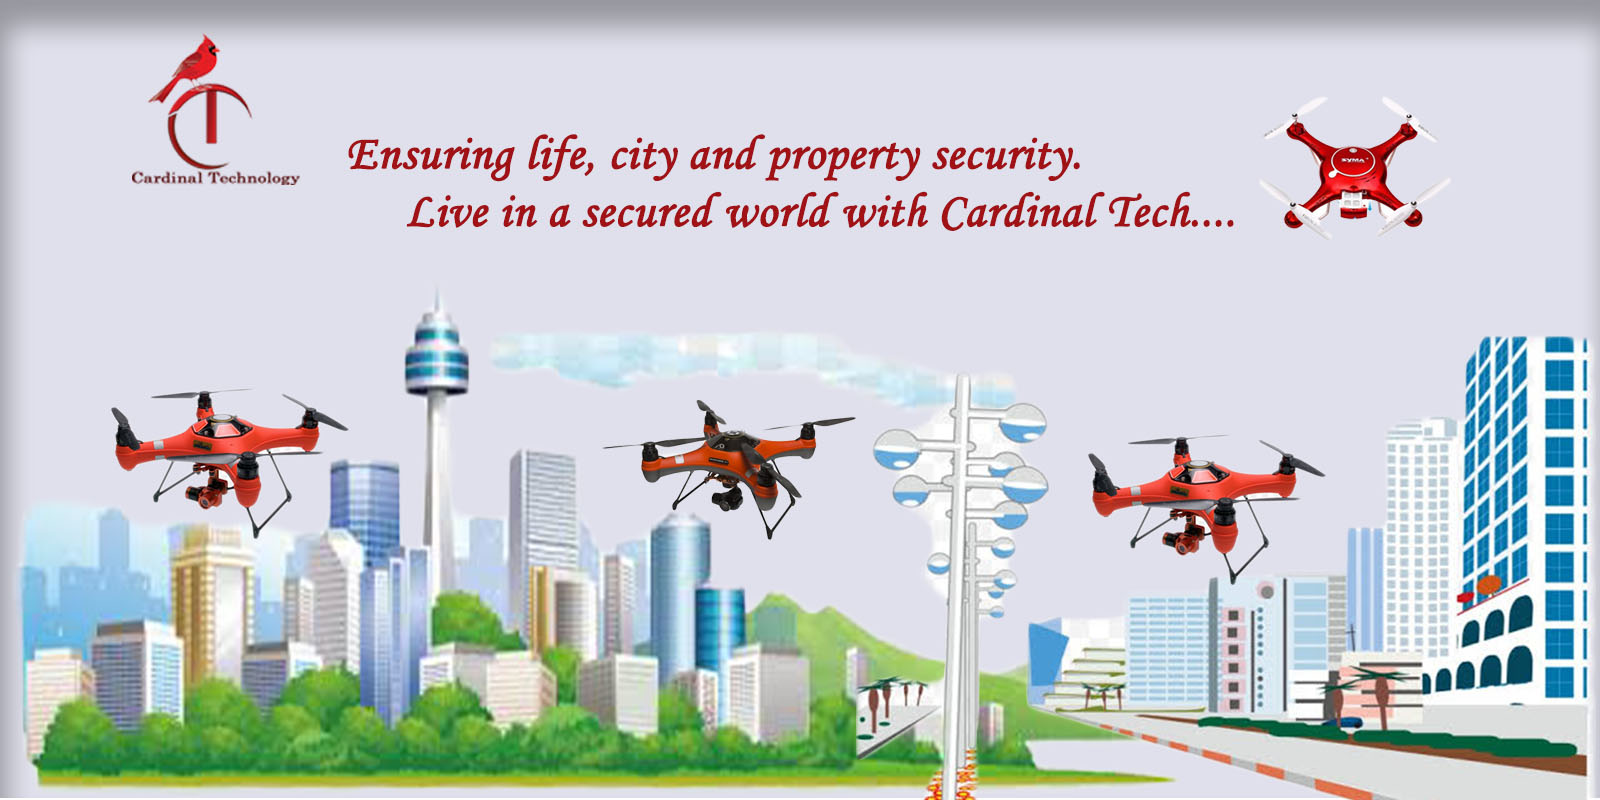 Cardinal Technology
Ensuring life, city and property security.
Live in a secured world with Cardinal Tech....
SYMA